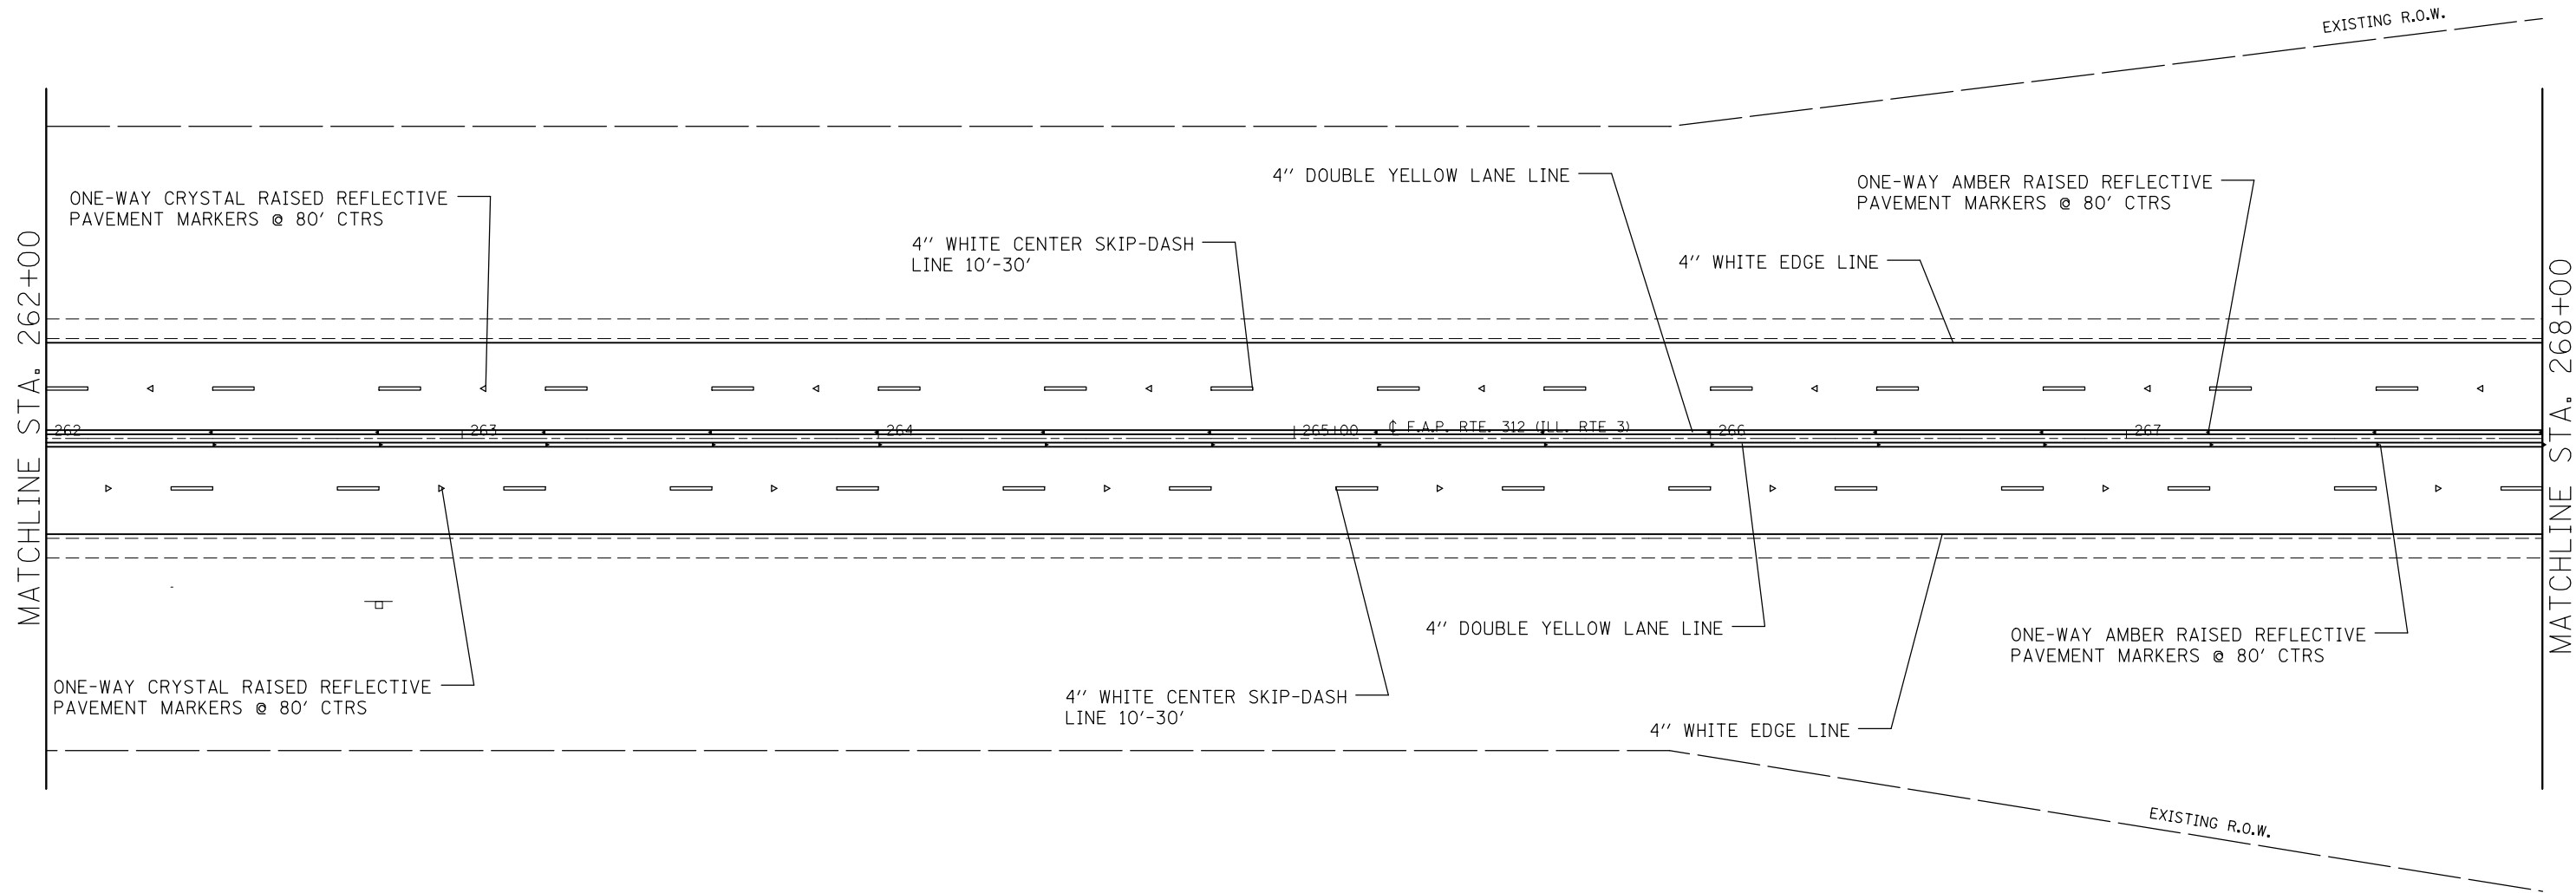 EXISTING R.O.W.
4'' DOUBLE YELLOW LANE LINE
ONE-WAY AMBER RAISED REFLECTIVE
PAVEMENT MARKERS @ 80' CTRS
ONE-WAY CRYSTAL RAISED REFLECTIVE
PAVEMENT MARKERS @ 80' CTRS
4'' WHITE CENTER SKIP-DASH
LINE 10'-30'
4'' WHITE EDGE LINE
MATCHLINE STA. 262+00
MATCHLINE STA. 268+00
262
263
264
265+00
℄ F.A.P. RTE. 312 (ILL. RTE 3)
266
267
4'' DOUBLE YELLOW LANE LINE
ONE-WAY AMBER RAISED REFLECTIVE
PAVEMENT MARKERS @ 80' CTRS
ONE-WAY CRYSTAL RAISED REFLECTIVE
PAVEMENT MARKERS @ 80' CTRS
4'' WHITE CENTER SKIP-DASH
LINE 10'-30'
4'' WHITE EDGE LINE
EXISTING R.O.W.